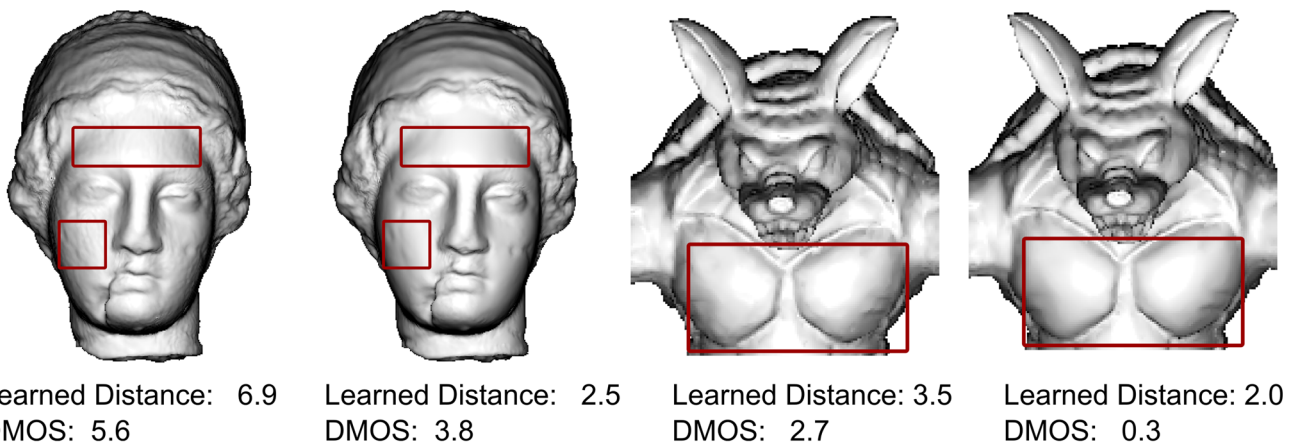 earned Distance: 6.9
DMOS: 5.6
Learned Distance: 2.5
DMOS: 3.8
Learned Distance: 3.5
DMOS: 2.7
Learned Distance: 2.0
DMOS: 0.3